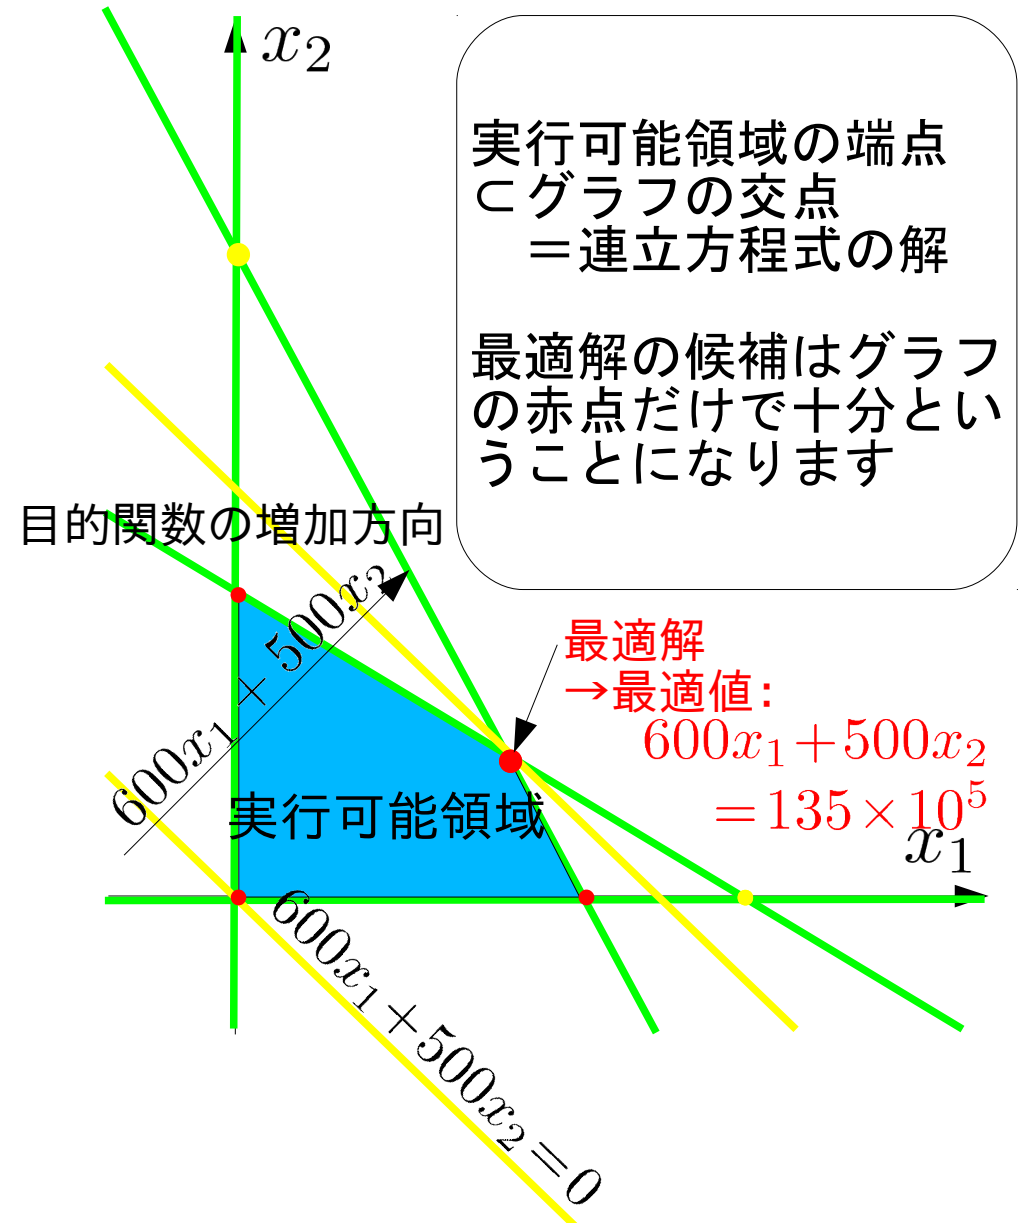 x₂
実行可能領域の端点
⊂グラフの交点
＝連立方程式の解
最適解の候補はグラフ
の赤点だけで十分とい
うことになります
目的関数の増加方向
600x₁+500x₂
最適解
→最適値：
600x₁+500x₂
=135×10⁵
実行可能領域
x₁
600x₁+500x₂=0